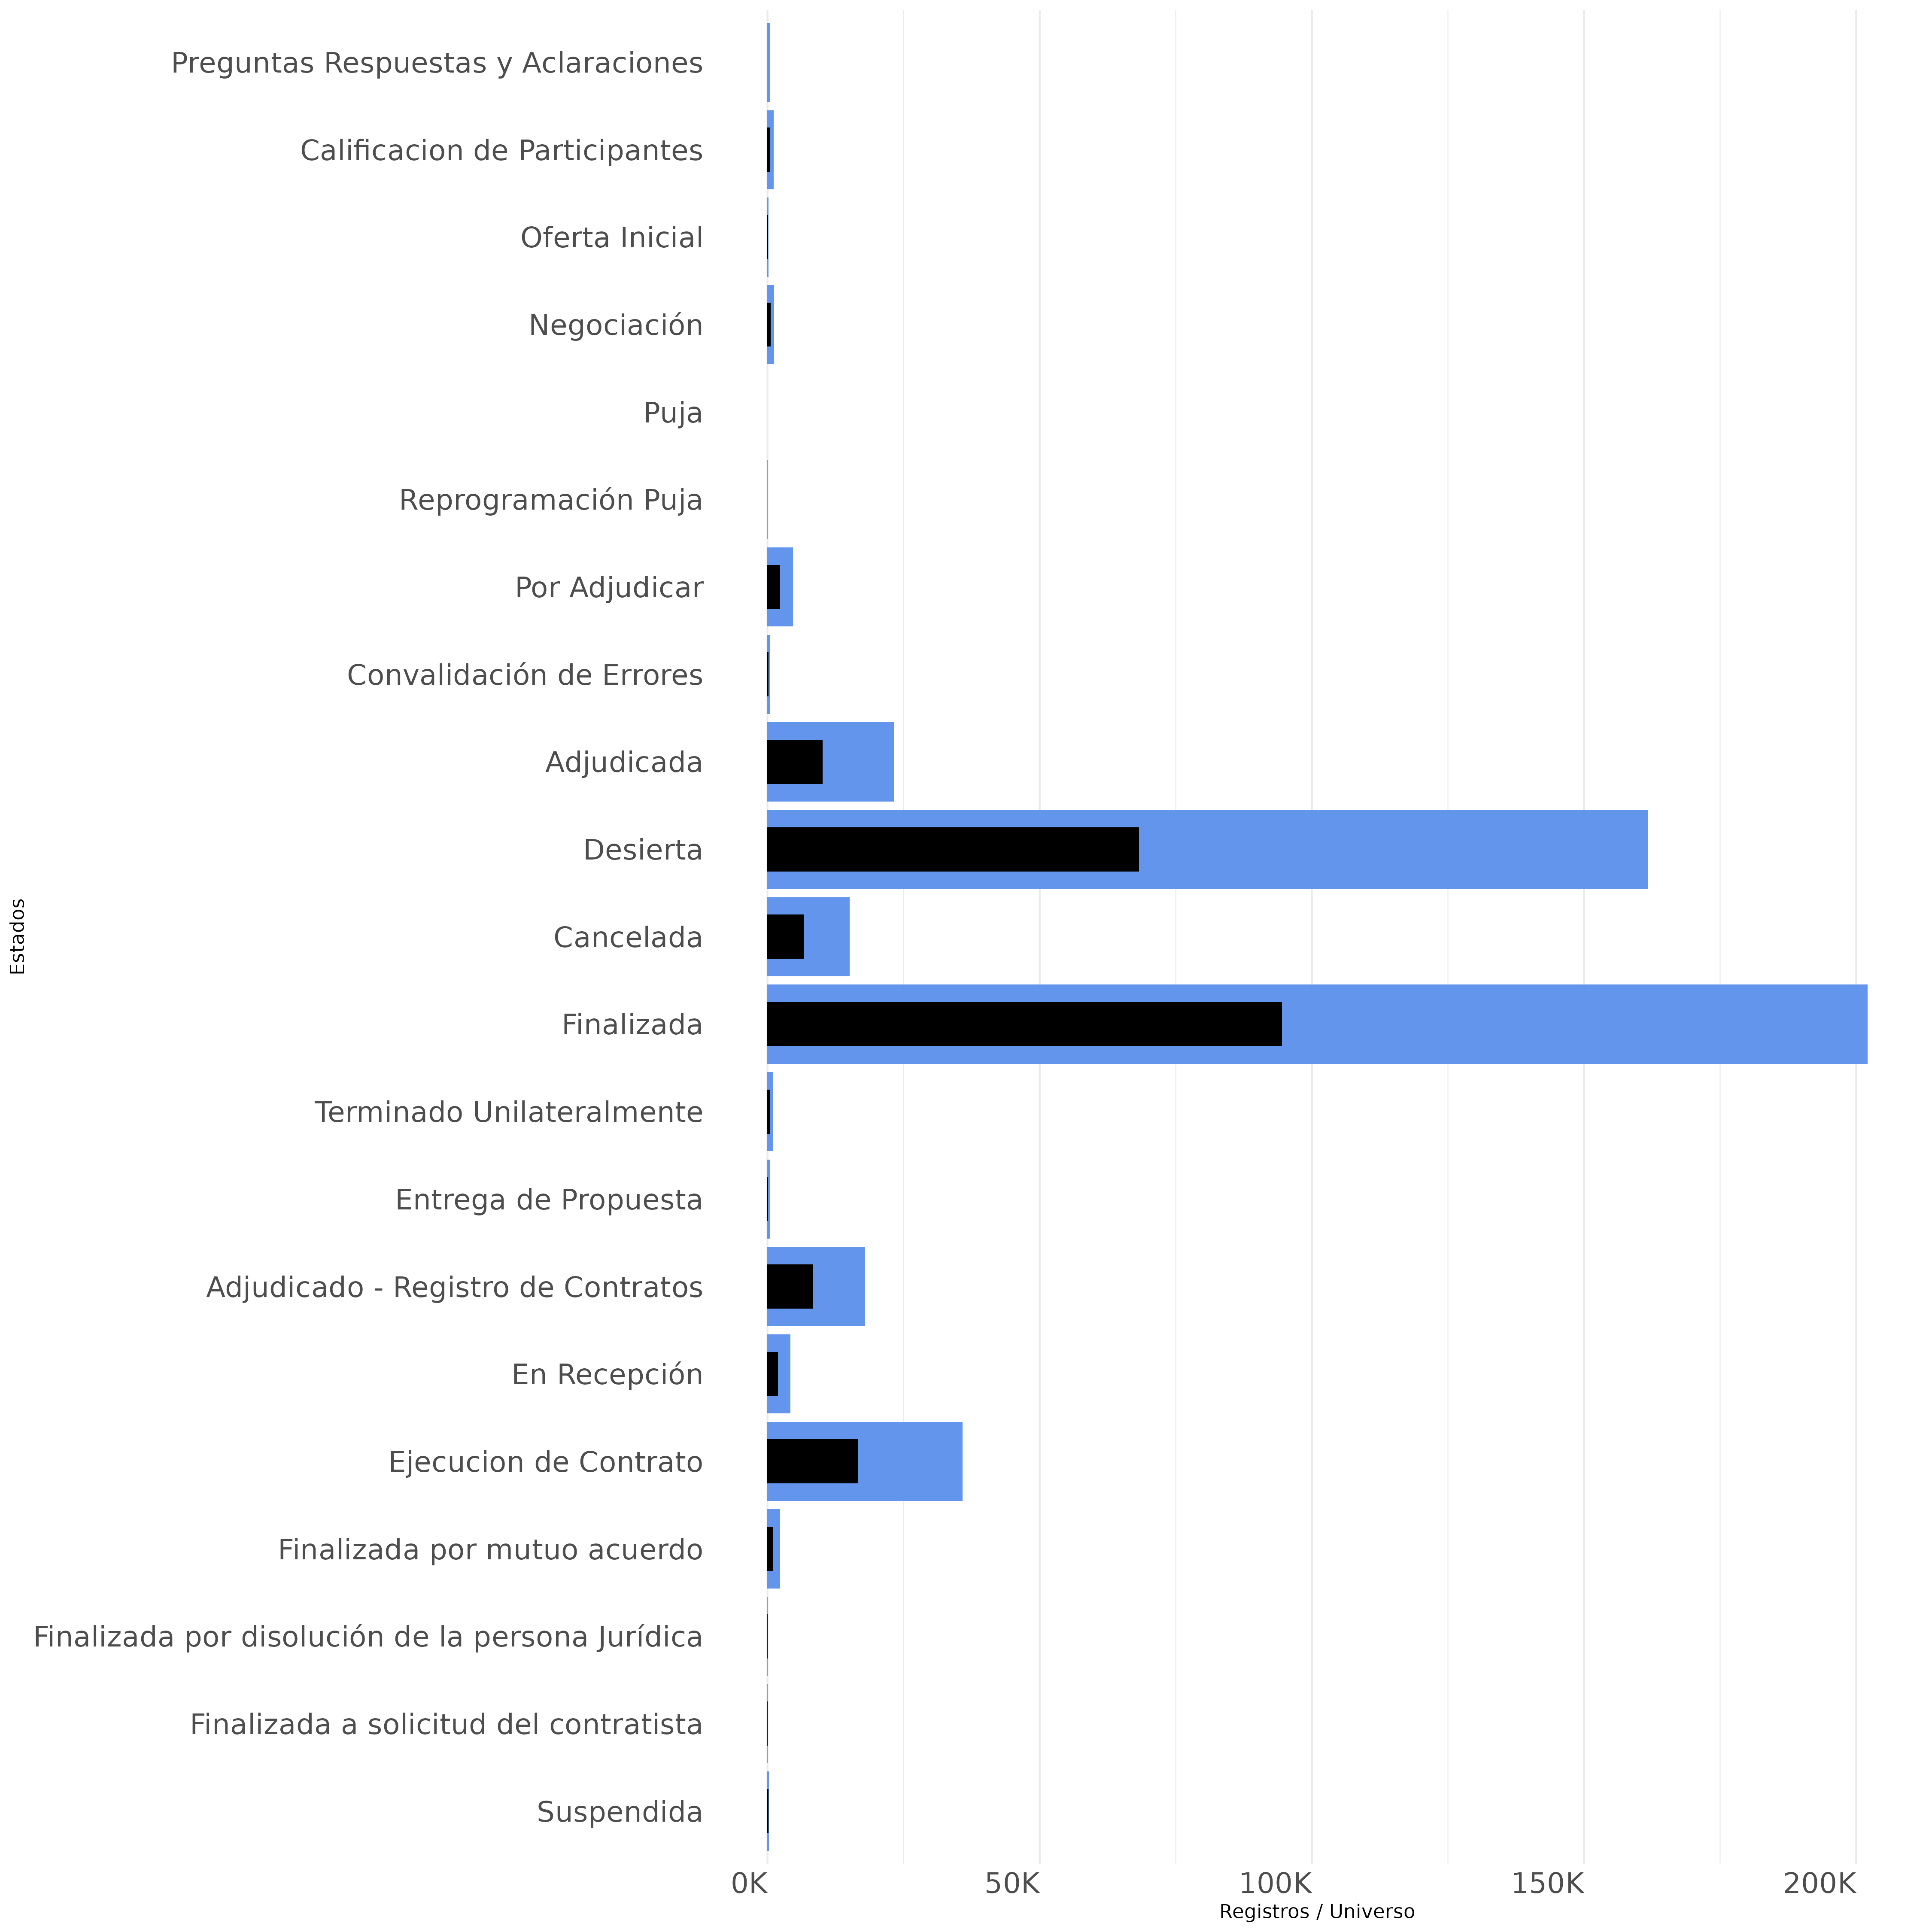 Preguntas Respuestas y Aclaraciones
Calificacion de Participantes
Oferta Inicial
Negociación
Puja
Reprogramación Puja
Por Adjudicar
Convalidación de Errores
Adjudicada
Desierta
Cancelada
Finalizada
Terminado Unilateralmente
Entrega de Propuesta
Adjudicado - Registro de Contratos
En Recepción
Ejecucion de Contrato
Finalizada por mutuo acuerdo
Finalizada por disolución de la persona Jurídica
Finalizada a solicitud del contratista
Suspendida
Estados
0K 50K 100K 150K 200K
Registros / Universo